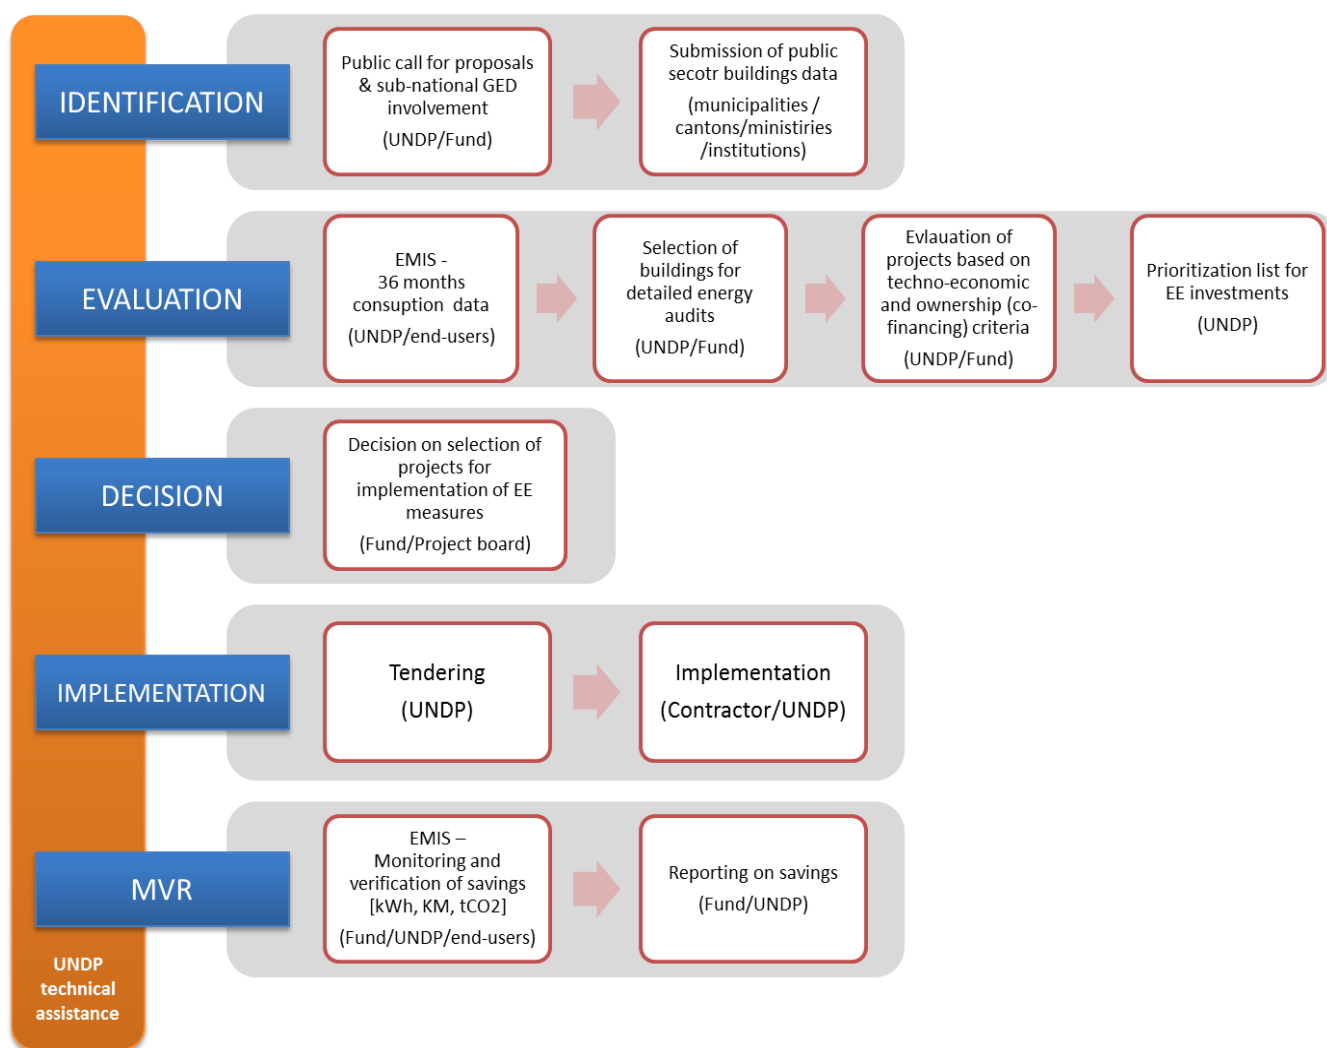 IDENTIFICATION
Public call for proposals
& sub-national GED
involvement
(UNDP/Fund)
Submission of public
secotr buildings data
(municipalities /
cantons/ministiries
/institutions)
EVALUATION
EMIS -
36 months
consuption data
(UNDP/end-users)
Selection of
buildings for
detailed energy
audits
(UNDP/Fund)
Evlauation of
projects based on
techno-economic
and ownership (co-
financing) criteria
(UNDP/Fund)
Prioritization list for
EE investments
(UNDP)
DECISION
Decision on selection of
projects for
implementation of EE
measures
(Fund/Project board)
IMPLEMENTATION
Tendering
(UNDP)
Implementation
(Contractor/UNDP)
MVR
EMIS –
Monitoring and
verification of savings
[kWh, KM, tCO2]
(Fund/UNDP/end-users)
Reporting on savings
(Fund/UNDP)
UNDP
technical
assistance